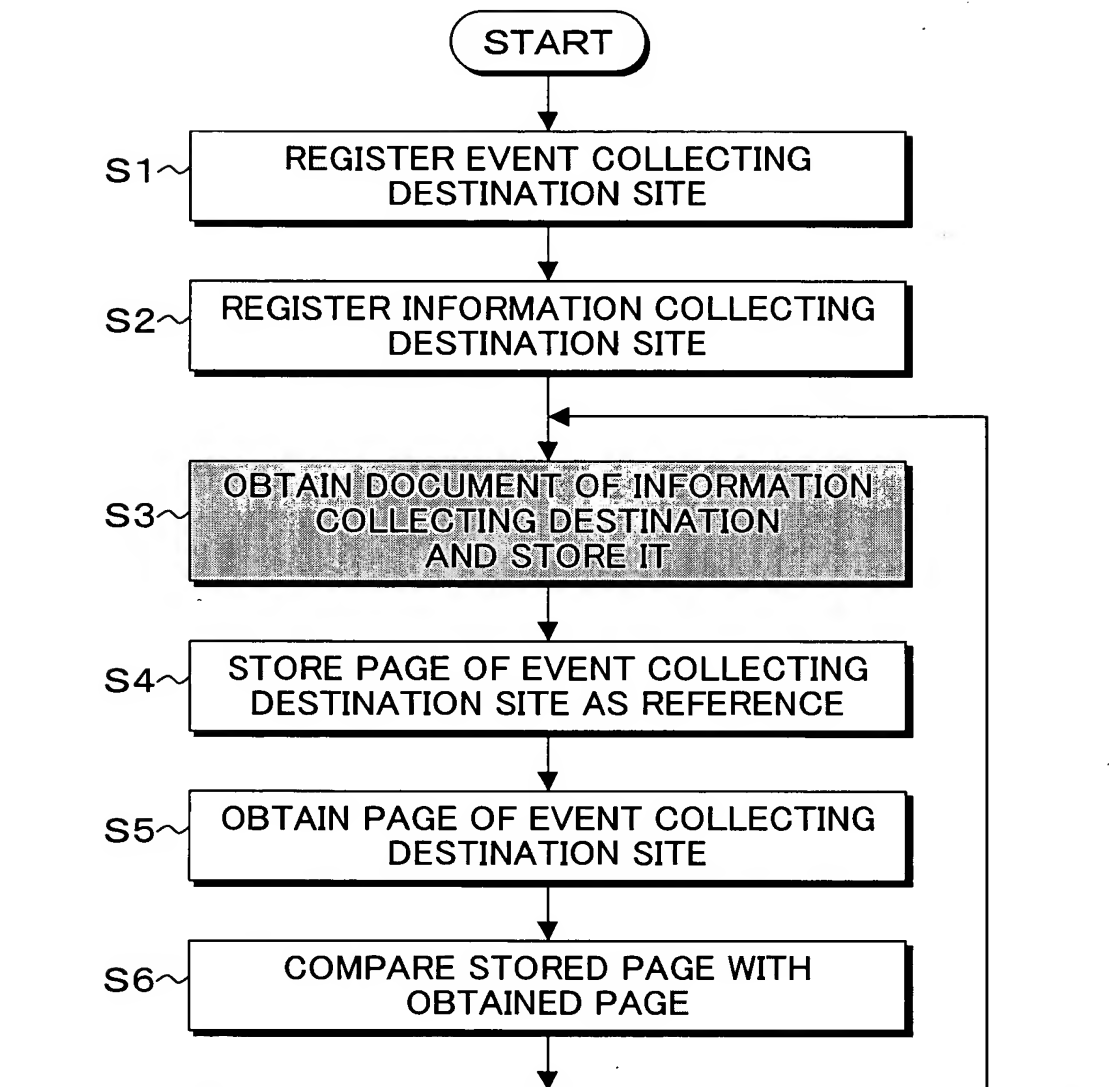 START
S1
REGISTER EVENT COLLECTING
DESTINATION SITE
S2
REGISTER INFORMATION COLLECTING
DESTINATION SITE
S3
OBTAIN DOCUMENT OF INFORMATION
COLLECTING DESTINATION
AND STORE IT
S4
STORE PAGE OF EVENT COLLECTING
DESTINATION SITE AS REFERENCE
S5
OBTAIN PAGE OF EVENT COLLECTING
DESTINATION SITE
S6
COMPARE STORED PAGE WITH
OBTAINED PAGE